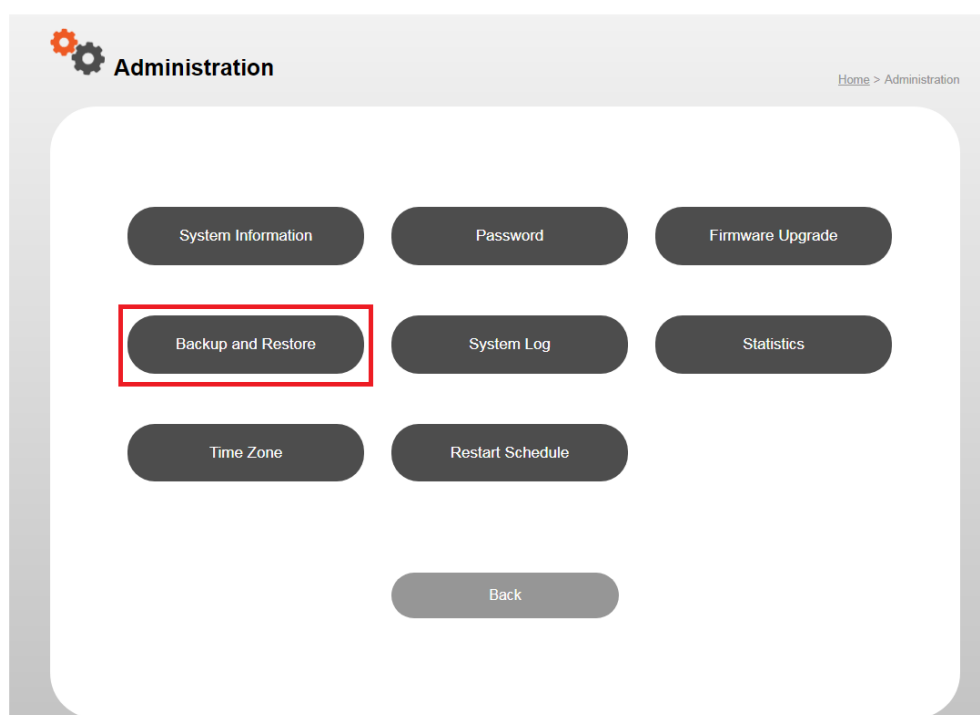 Administration
Home > Administration
System Information
Password
Firmware Upgrade
Backup and Restore
System Log
Statistics
Time Zone
Restart Schedule
Back